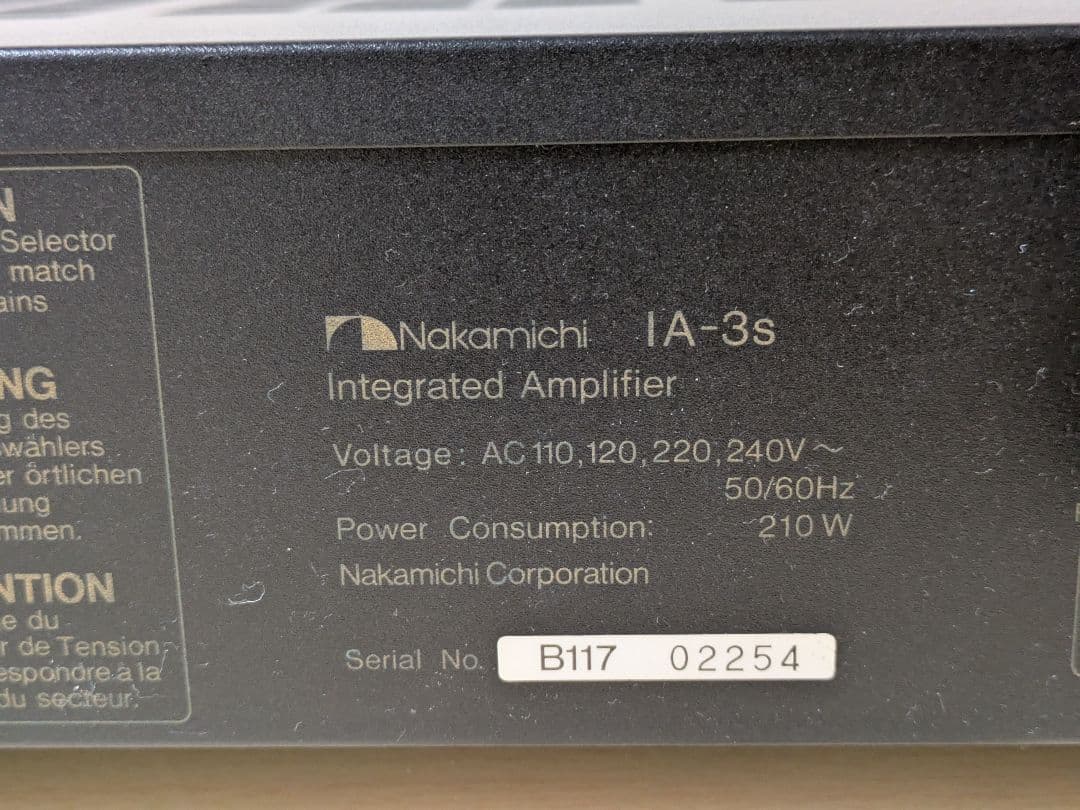 N
Selector
match
ains
NG
g des
wählers
er örtlichen
ung
mmen.
NTION
e du
r de Tension
espondre à la
du secteur.
Nakamichi IA-3s
Integrated Amplifier
Voltage: AC 110, 120, 220, 240V ~
50/60Hz
Power Consumption: 210 W
Nakamichi Corporation
Serial No. B117 02254